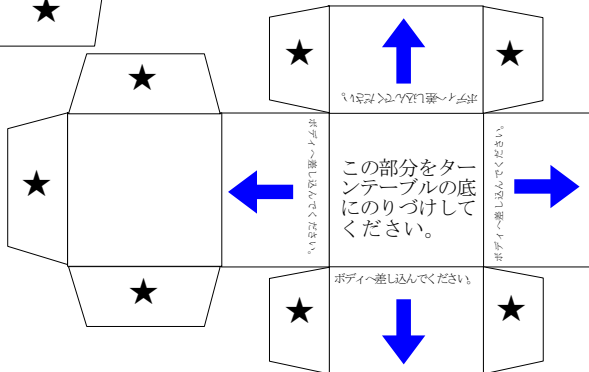 ボディへ差し込んでください。
ボディへ差し込んでください。
この部分をター
ンテーブルの底
にのりづけして
ください。
ボディへ差し込んでください。
ボディへ差し込んでください。